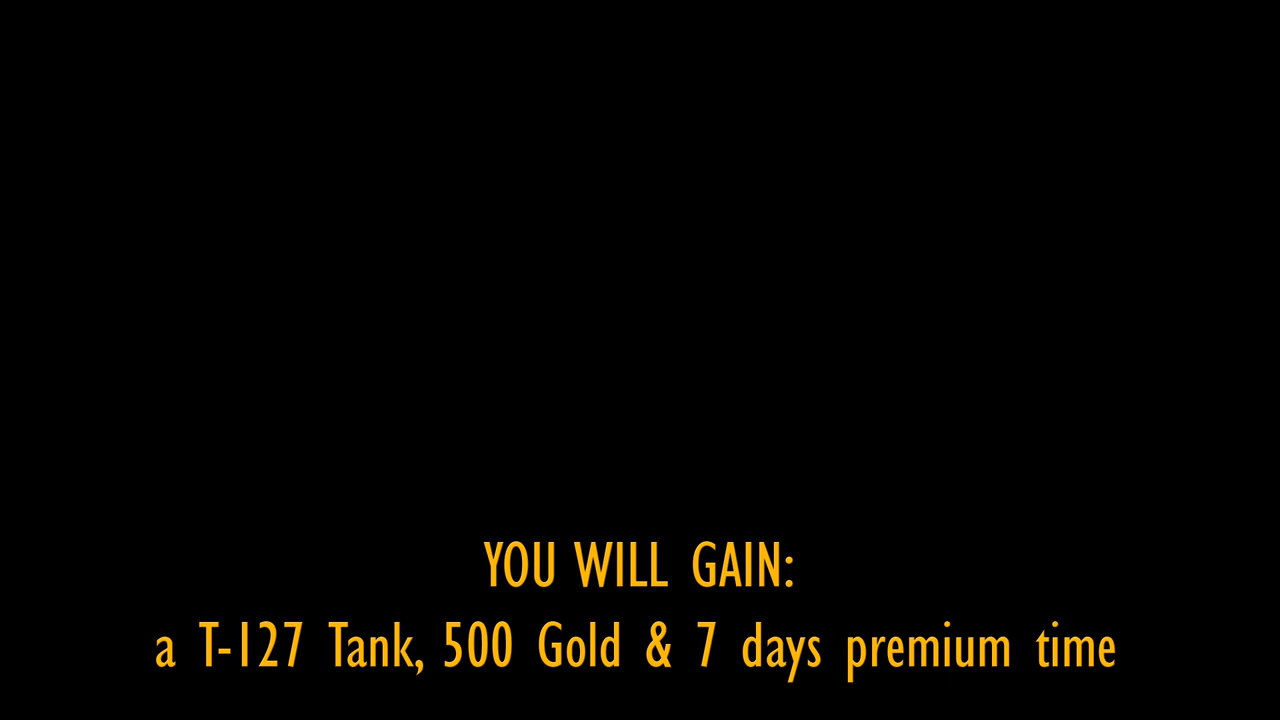 YOU WILL GAIN:
a T-127 Tank, 500 Gold & 7 days premium time